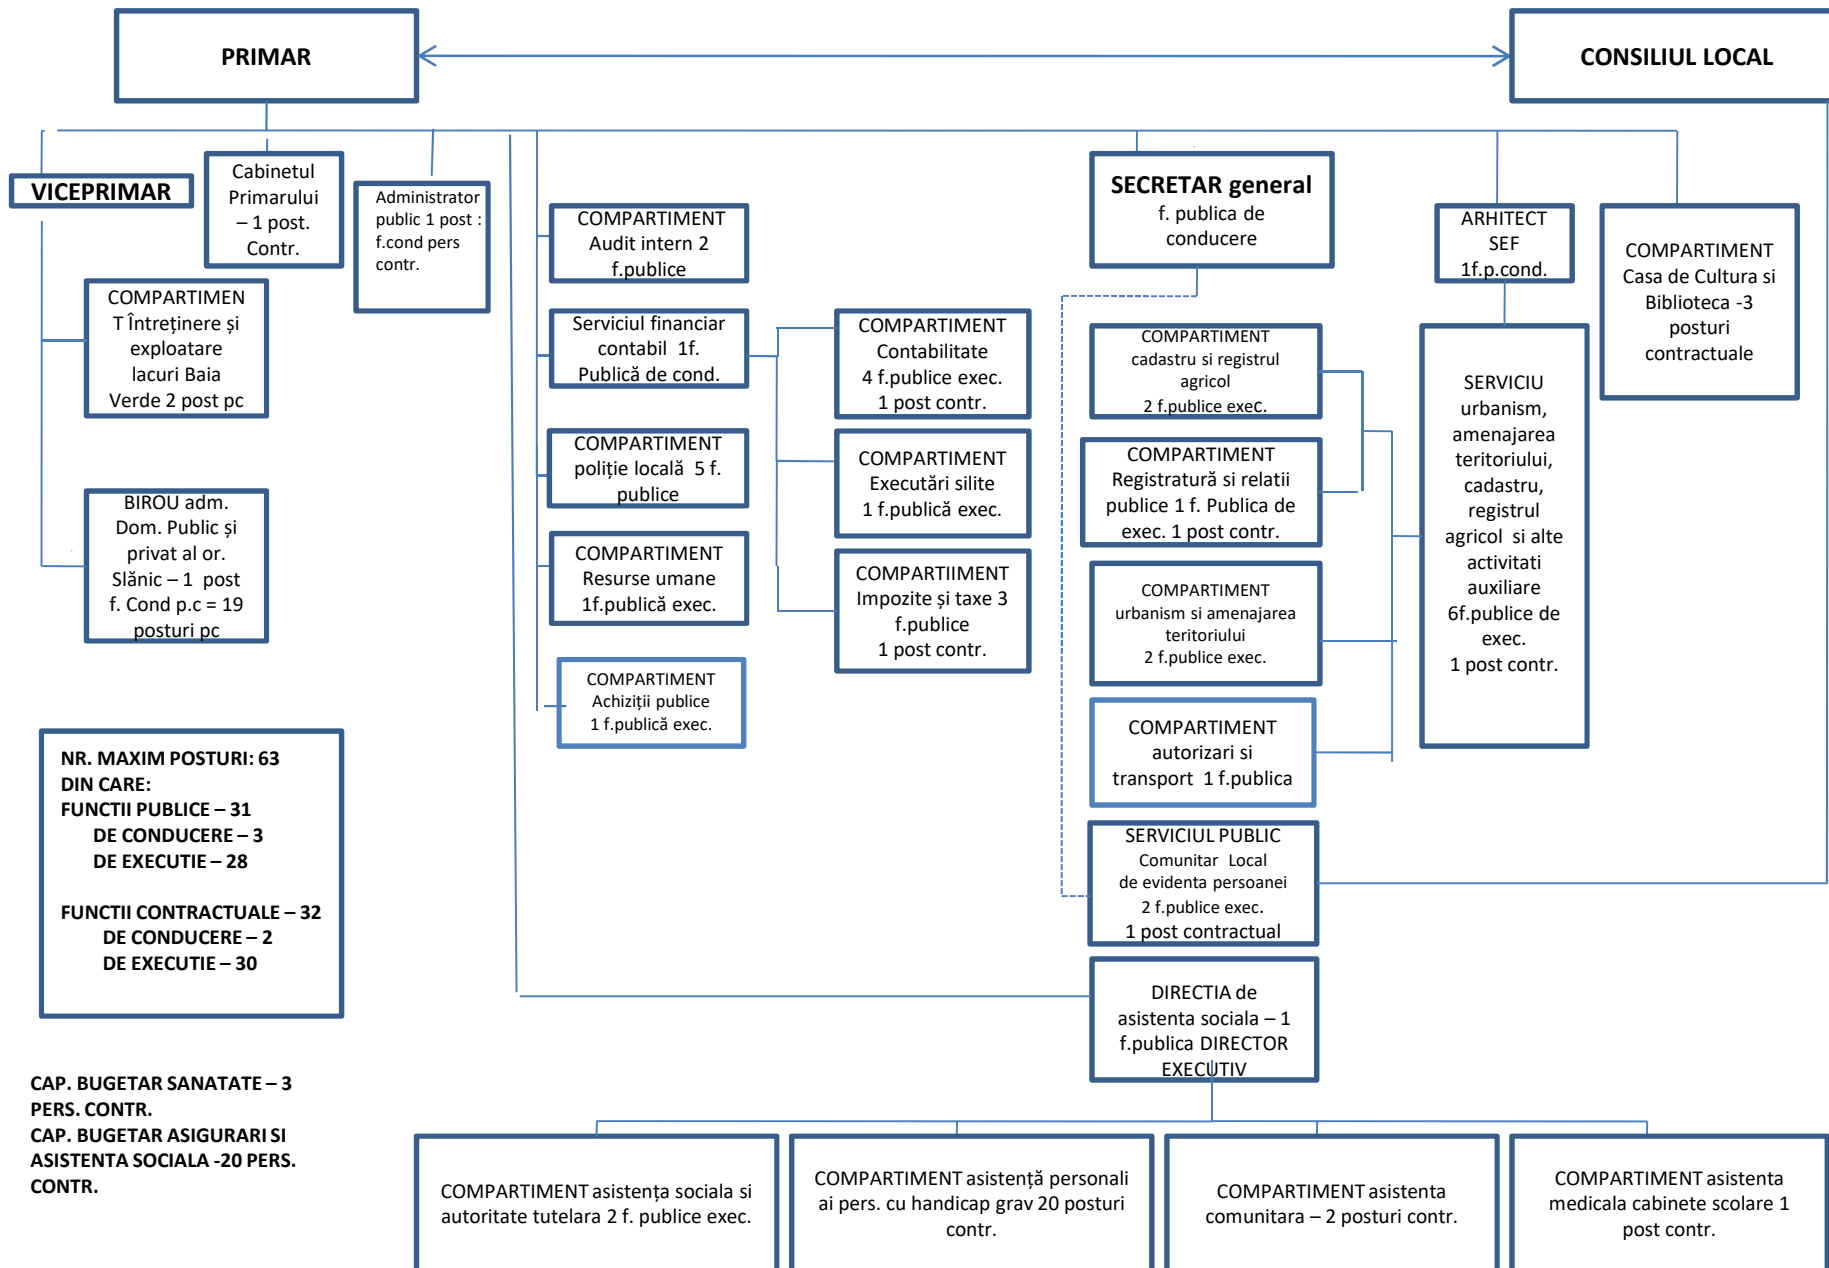 PRIMAR
CONSILIUL LOCAL
VICEPRIMAR
Cabinetul
Primarului
– 1 post.
Contr.
Administrator
public 1 post :
f.cond pers
contr.
COMPARTIMEN
T Întreținere și
exploatare
lacuri Baia
Verde 2 post pc
BIROU adm.
Dom. Public și
privat al or.
Slănic – 1 post
f. Cond p.c = 19
posturi pc
COMPARTIMENT
Audit intern 2
f.publice
Serviciul financiar
contabil 1f.
Publică de cond.
COMPARTIMENT
poliție locală 5 f.
publice
COMPARTIMENT
Resurse umane
1f.publică exec.
COMPARTIMENT
Achiziții publice
1 f.publică exec.
COMPARTIMENT
Contabilitate
4 f.publice exec.
1 post contr.
COMPARTIMENT
Executări silite
1 f.publică exec.
COMPARTIIMENT
Impozite și taxe 3
f.publice
1 post contr.
SECRETAR general
f. publica de
conducere
COMPARTIMENT
cadastru si registrul
agricol
2 f.publice exec.
COMPARTIMENT
Registratură si relatii
publice 1 f. Publica de
exec. 1 post contr.
COMPARTIMENT
urbanism si amenajarea
teritoriului
2 f.publice exec.
COMPARTIMENT
autorizari si
transport 1 f.publica
SERVICIUL PUBLIC
Comunitar Local
de evidenta persoanei
2 f.publice exec.
1 post contractual
DIRECTIA de
asistenta sociala – 1
f.publica DIRECTOR
EXECUTIV
ARHITECT
SEF
1f.p.cond.
SERVICIU
urbanism,
amenajarea
teritoriului,
cadastru,
registrul
agricol si alte
activitati
auxiliare
6f.publice de
exec.
1 post contr.
COMPARTIMENT
Casa de Cultura si
Biblioteca -3
posturi
contractuale
NR. MAXIM POSTURI: 63
DIN CARE:
FUNCTII PUBLICE – 31
DE CONDUCERE – 3
DE EXECUTIE – 28
FUNCTII CONTRACTUALE – 32
DE CONDUCERE – 2
DE EXECUTIE – 30
CAP. BUGETAR SANATATE – 3
PERS. CONTR.
CAP. BUGETAR ASIGURARI SI
ASISTENTA SOCIALA -20 PERS.
CONTR.
COMPARTIMENT asistența sociala si
autoritate tutelara 2 f. publice exec.
COMPARTIMENT asistență personali
ai pers. cu handicap grav 20 posturi
contr.
COMPARTIMENT asistenta
comunitara – 2 posturi contr.
COMPARTIMENT asistenta
medicala cabinete scolare 1
post contr.